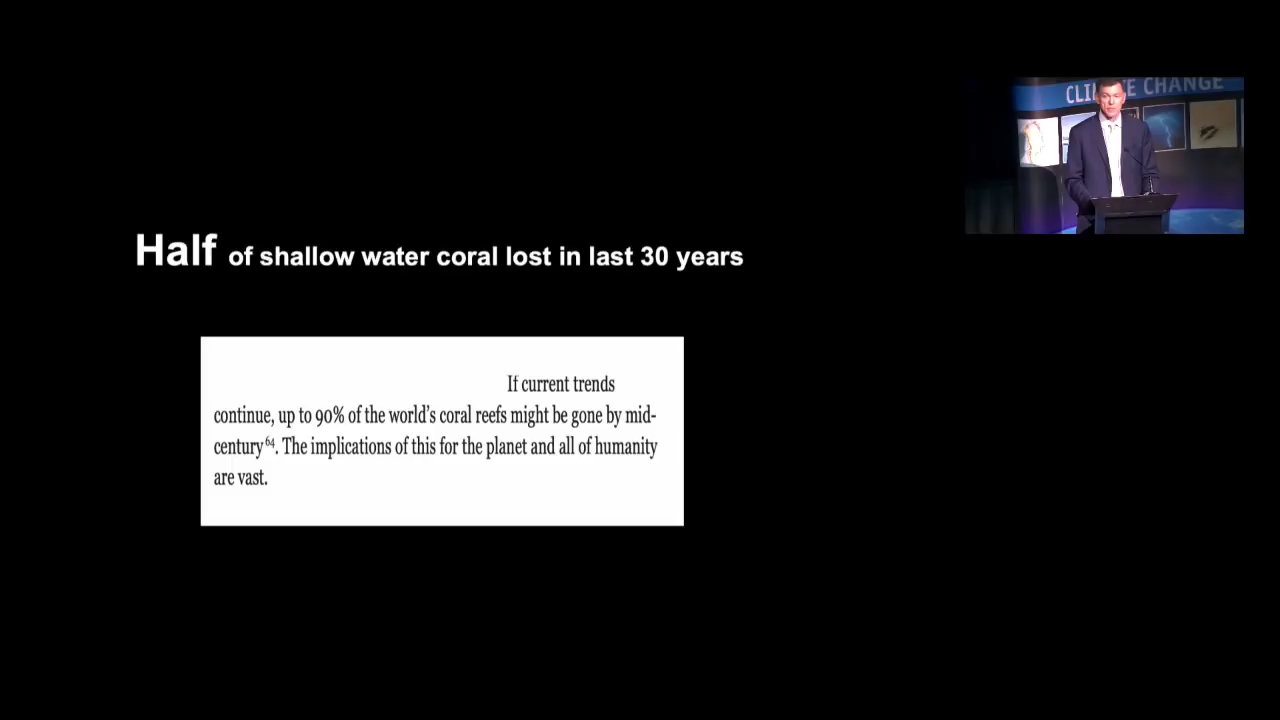 CLIMATE CHANGE
Half of shallow water coral lost in last 30 years
If current trends
continue, up to 90% of the world's coral reefs might be gone by mid-
century⁶⁴. The implications of this for the planet and all of humanity
are vast.